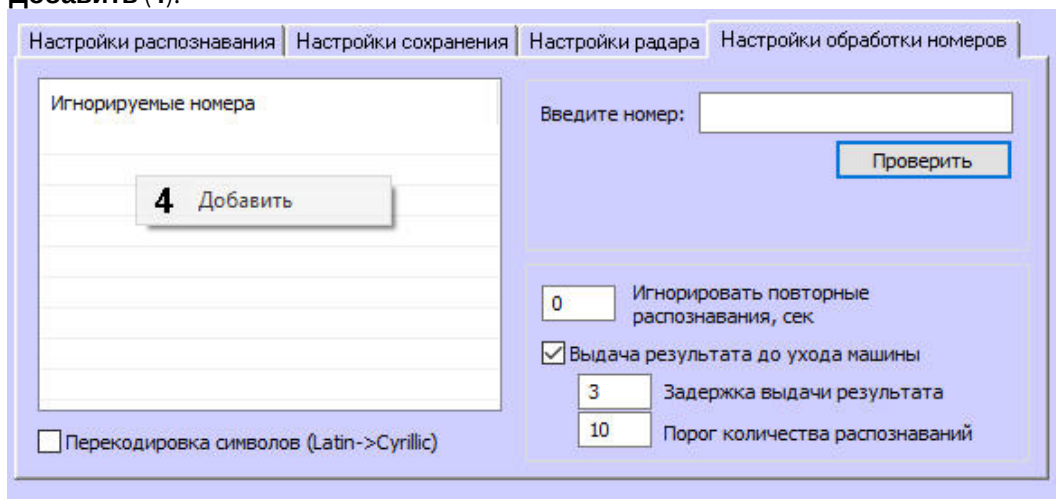 Добавить (4).
Настройки распознавания Настройки сохранения Настройки радара Настройки обработки номеров
Игнорируемые номера
Введите номер:
Проверить
4 Добавить
0 Игнорировать повторные
распознавания, сек
Выдача результата до ухода машины
3 Задержка выдачи результата
10 Порог количества распознаваний
Перекодировка символов (Latin->Cyrillic)